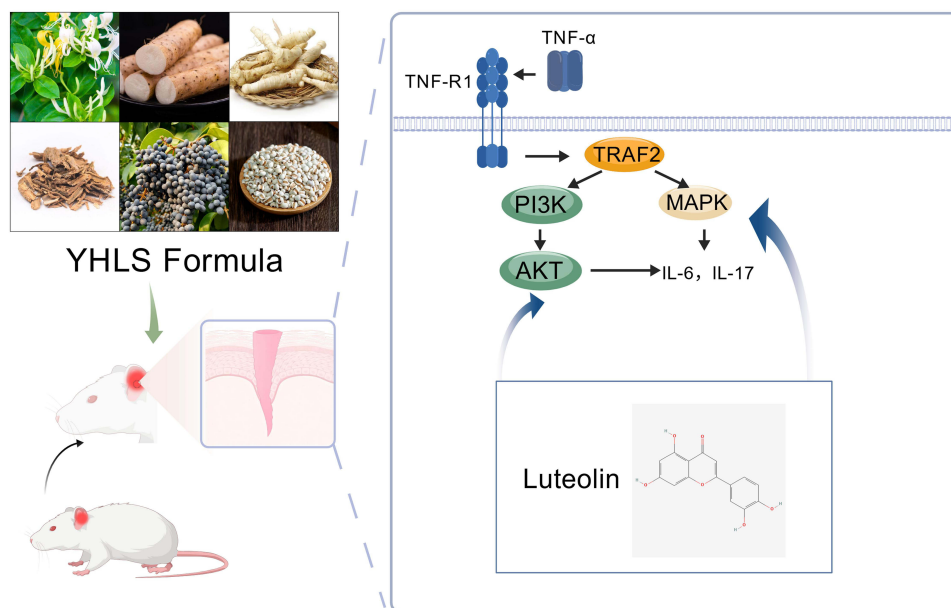 YHLS Formula
TNF-α
TNF-R1
TRAF2
PI3K
MAPK
AKT
IL-6，IL-17
Luteolin
H
O
O
H
O
O
O
H
O
H